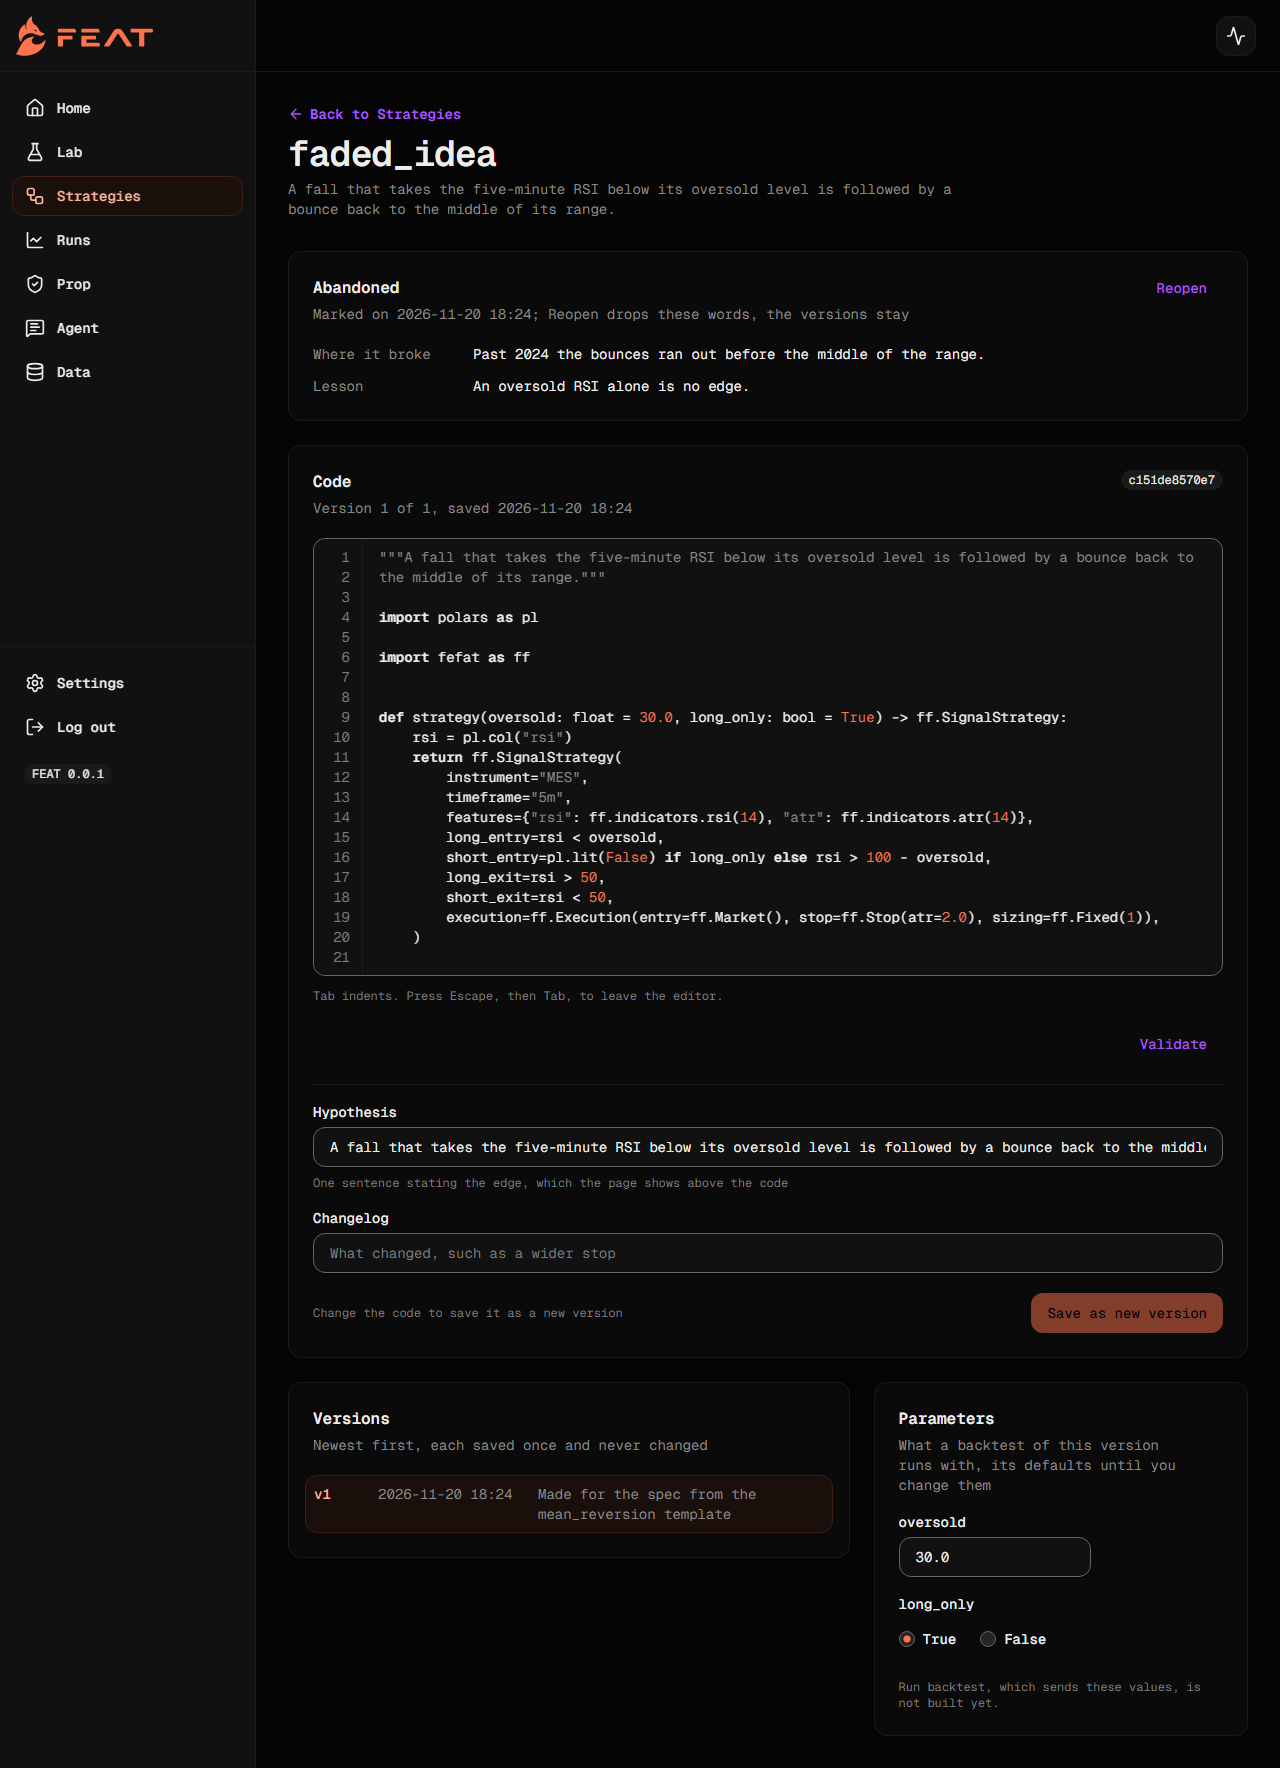 FEAT
Home
Lab
Strategies
Runs
Prop
Agent
Data
Settings
Log out
FEAT 0.0.1
← Back to Strategies
faded_idea
A fall that takes the five-minute RSI below its oversold level is followed by a
bounce back to the middle of its range.
Abandoned
Reopen
Marked on 2026-11-20 18:24; Reopen drops these words, the versions stay
Where it broke Past 2024 the bounces ran out before the middle of the range.
Lesson An oversold RSI alone is no edge.
Code
c151de8570e7
Version 1 of 1, saved 2026-11-20 18:24
1 """A fall that takes the five-minute RSI below its oversold level is followed by a bounce back to
2 the middle of its range."""
3
4 import polars as pl
5
6 import fefat as ff
7
8
9 def strategy(oversold: float = 30.0, long_only: bool = True) -> ff.SignalStrategy:
10     rsi = pl.col("rsi")
11     return ff.SignalStrategy(
12         instrument="MES",
13         timeframe="5m",
14         features={"rsi": ff.indicators.rsi(14), "atr": ff.indicators.atr(14)},
15         long_entry=rsi < oversold,
16         short_entry=pl.lit(False) if long_only else rsi > 100 - oversold,
17         long_exit=rsi > 50,
18         short_exit=rsi < 50,
19         execution=ff.Execution(entry=ff.Market(), stop=ff.Stop(atr=2.0), sizing=ff.Fixed(1)),
20     )
21
Tab indents. Press Escape, then Tab, to leave the editor.
Validate
Hypothesis
A fall that takes the five-minute RSI below its oversold level is followed by a bounce back to the middl
One sentence stating the edge, which the page shows above the code
Changelog
What changed, such as a wider stop
Change the code to save it as a new version
Save as new version
Versions
Newest first, each saved once and never changed
v1 2026-11-20 18:24 Made for the spec from the
mean_reversion template
Parameters
What a backtest of this version
runs with, its defaults until you
change them
oversold
30.0
long_only
True False
Run backtest, which sends these values, is
not built yet.